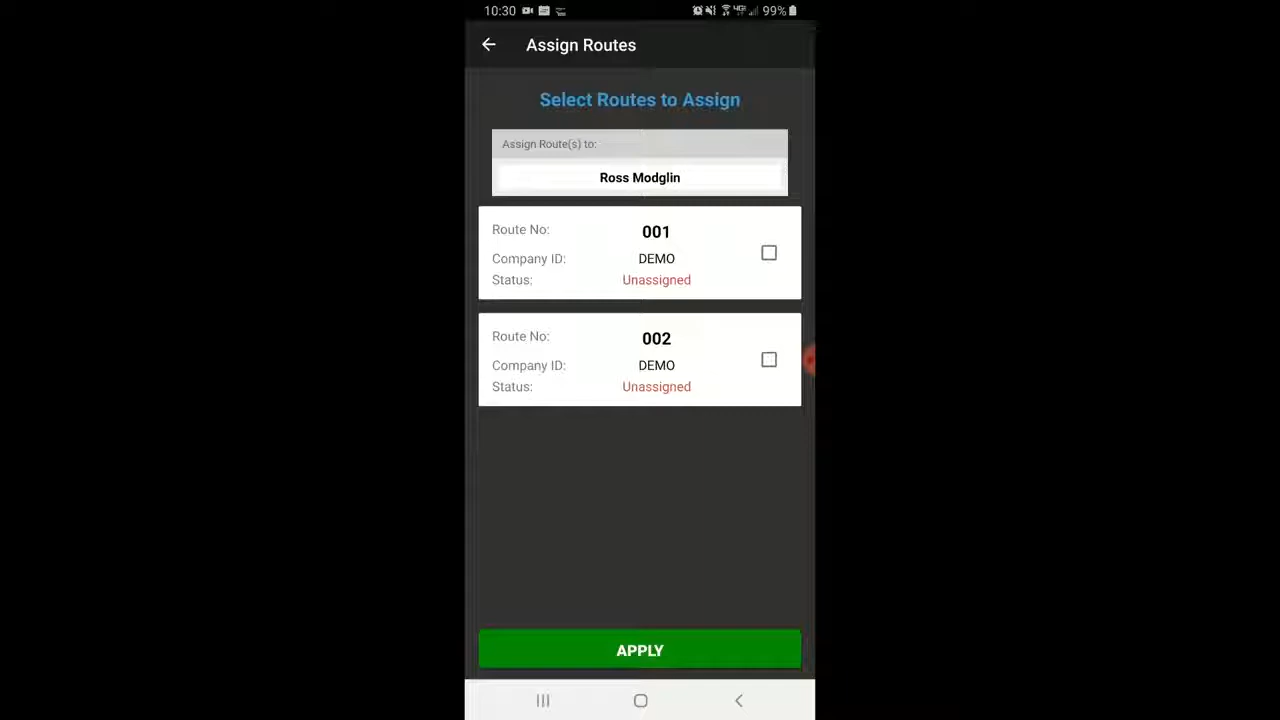 10:30 99%
Assign Routes
Select Routes to Assign
Assign Route(s) to:
Ross Modglin
Route No: 001
Company ID: DEMO
Status: Unassigned
Route No: 002
Company ID: DEMO
Status: Unassigned
APPLY